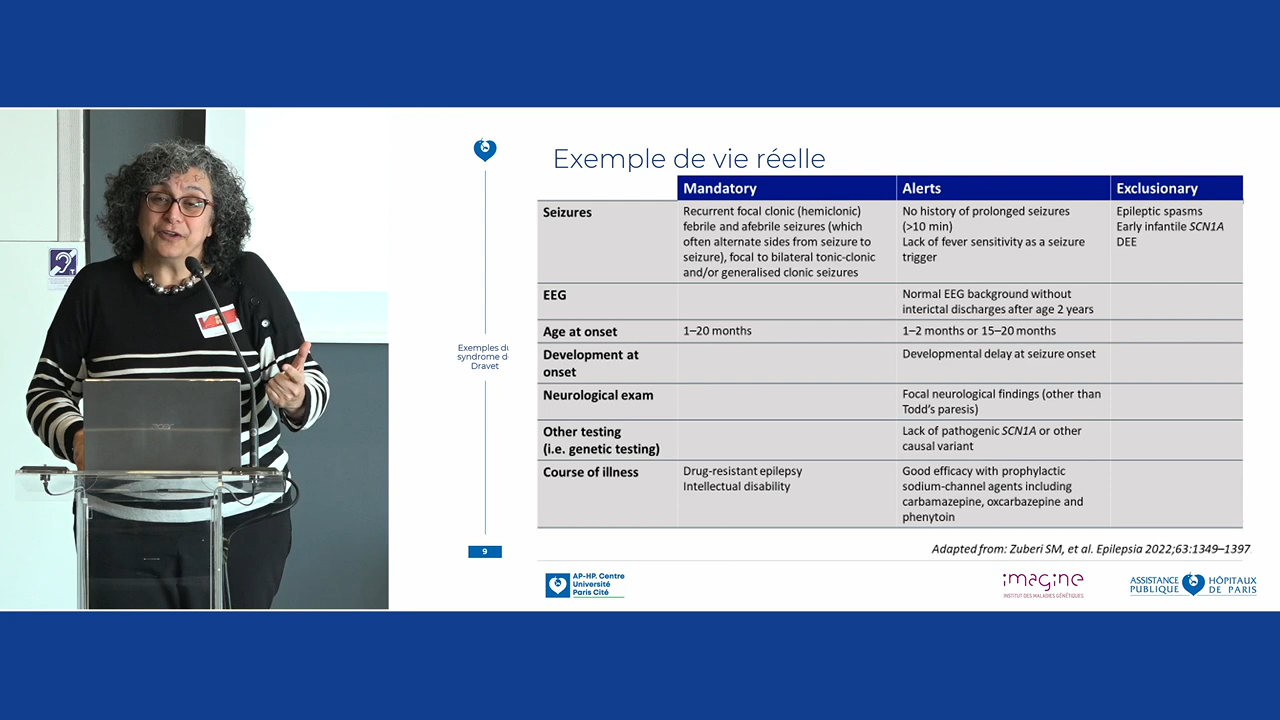 Exemple de vie réelle
Mandatory
Alerts
Exclusionary
Seizures
Recurrent focal clonic (hemiclonic)
febrile and afebrile seizures (which
often alternate sides from seizure to
seizure), focal to bilateral tonic-clonic
and/or generalised clonic seizures
No history of prolonged seizures
(>10 min)
Lack of fever sensitivity as a seizure
trigger
Epileptic spasms
Early infantile SCN1A
DEE
EEG
Normal EEG background without
interictal discharges after age 2 years
Age at onset
1–20 months
1–2 months or 15–20 months
Development at
onset
Developmental delay at seizure onset
Neurological exam
Focal neurological findings (other than
Todd's paresis)
Other testing
(i.e. genetic testing)
Lack of pathogenic SCN1A or other
causal variant
Course of illness
Drug-resistant epilepsy
Intellectual disability
Good efficacy with prophylactic
sodium-channel agents including
carbamazepine, oxcarbazepine and
phenytoin
Exemples du
syndrome d
Dravet
9
Adapted from: Zuberi SM, et al. Epilepsia 2022;63:1349–1397
AP-HP. Centre
Université
Paris Cité
imagine
INSTITUT DES MALADIES GÉNÉTIQUES
ASSISTANCE
PUBLIQUE
HÔPITAUX
DE PARIS
acer